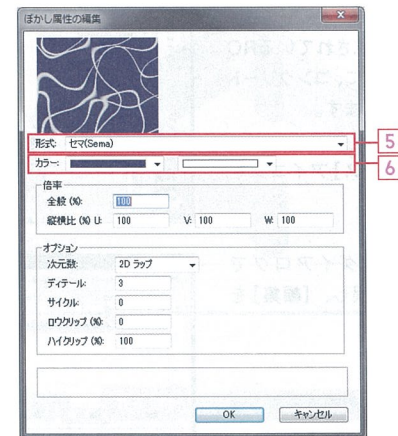 ぼかし属性の編集
形式: セマ(Sema)
5
カラー:
6
倍率
全般 (%): 100
縦横比 (%) U: 100 V: 100 W: 100
オプション
次元数: 2D ラップ
ディテール: 3
サイクル: 0
ロウクリップ (%): 0
ハイクリップ (%): 100
OK キャンセル